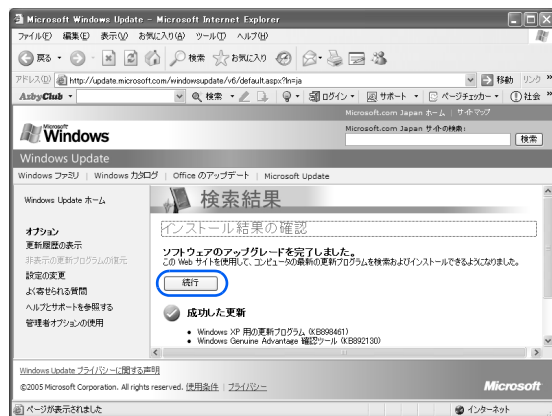 Microsoft Windows Update - Microsoft Internet Explorer
ファイル(F) 編集(E) 表示(V) お気に入り(A) ツール(T) ヘルプ(H)
戻る 検索 お気に入り
アドレス(D) http://update.microsoft.com/windowsupdate/v6/default.aspx?ln=ja 移動 リンク »
AzbyClub 検索 ログイン サポート ページチェッカー 社会 »
Microsoft.com Japan ホーム | サイトマップ
Microsoft Windows
Microsoft.com Japan サイトの検索:
検索
Windows Update
Windows ファミリ | Windows カタログ | Office のアップデート | Microsoft Update
Windows Update ホーム
オプション
更新履歴の表示
非表示の更新プログラムの復元
設定の変更
よく寄せられる質問
ヘルプとサポートを参照する
管理者オプションの使用
検索結果
インストール結果の確認
ソフトウェアのアップグレードを完了しました。
この Web サイトを使用して、コンピュータの最新の更新プログラムを検索およびインストールできるようになりました。
続行
成功した更新
• Windows XP 用の更新プログラム (KB898461)
• Windows Genuine Advantage 確認ツール (KB892130)
Windows Update プライバシーに関する声明
©2005 Microsoft Corporation. All rights reserved. 使用条件 | プライバシー
Microsoft
ページが表示されました
インターネット